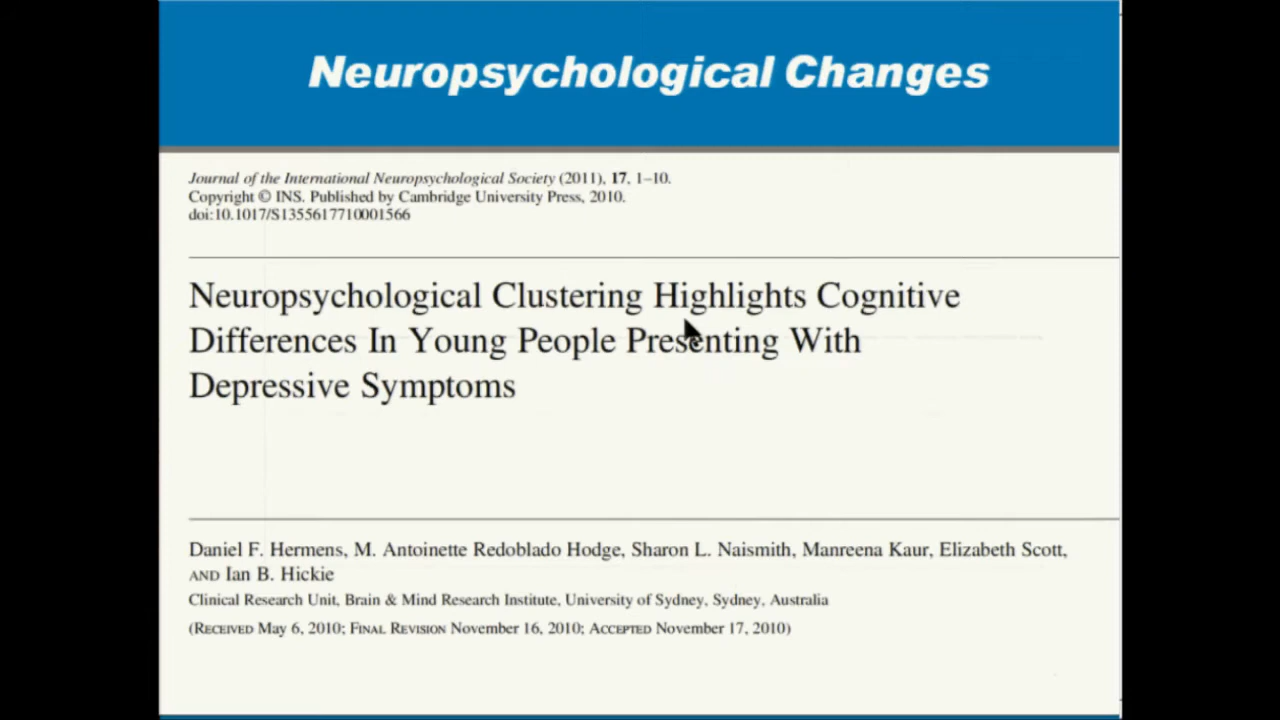 Neuropsychological Changes
Journal of the International Neuropsychological Society (2011), 17, 1–10.
Copyright © INS. Published by Cambridge University Press, 2010.
doi:10.1017/S1355617710001566
Neuropsychological Clustering Highlights Cognitive
Differences In Young People Presenting With
Depressive Symptoms
Daniel F. Hermens, M. Antoinette Redoblado Hodge, Sharon L. Naismith, Manreena Kaur, Elizabeth Scott,
AND Ian B. Hickie
Clinical Research Unit, Brain & Mind Research Institute, University of Sydney, Sydney, Australia
(RECEIVED May 6, 2010; FINAL REVISION November 16, 2010; ACCEPTED November 17, 2010)